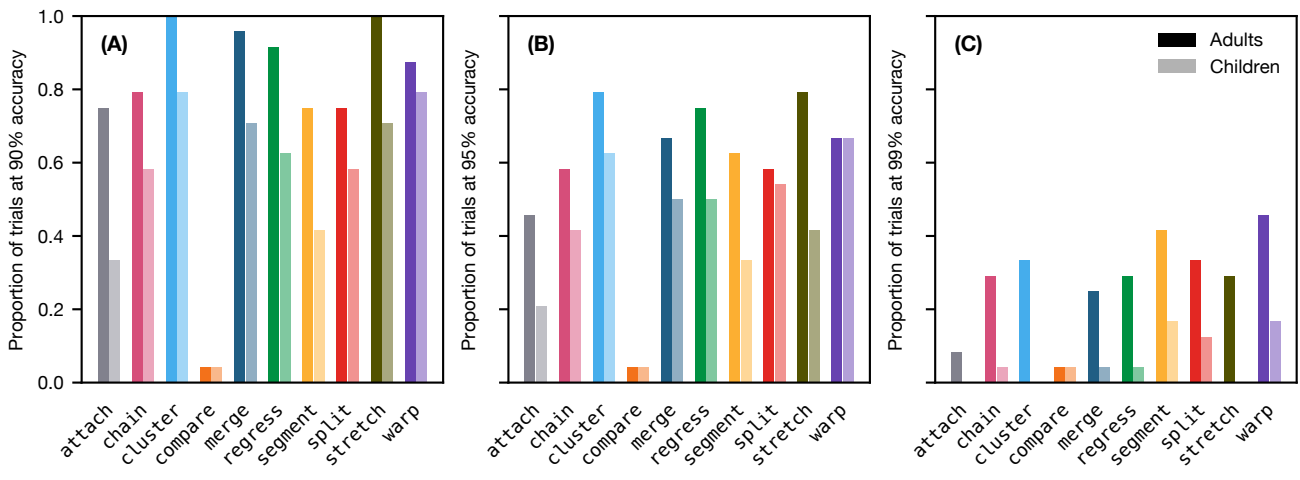 Proportion of trials at 90% accuracy
1.0
0.8
0.6
0.4
0.2
0.0
(A)
attach
chain
cluster
compare
merge
regress
segment
split
stretch
warp
Proportion of trials at 95% accuracy
(B)
attach
chain
cluster
compare
merge
regress
segment
split
stretch
warp
Proportion of trials at 99% accuracy
(C)
Adults
Children
attach
chain
cluster
compare
merge
regress
segment
split
stretch
warp